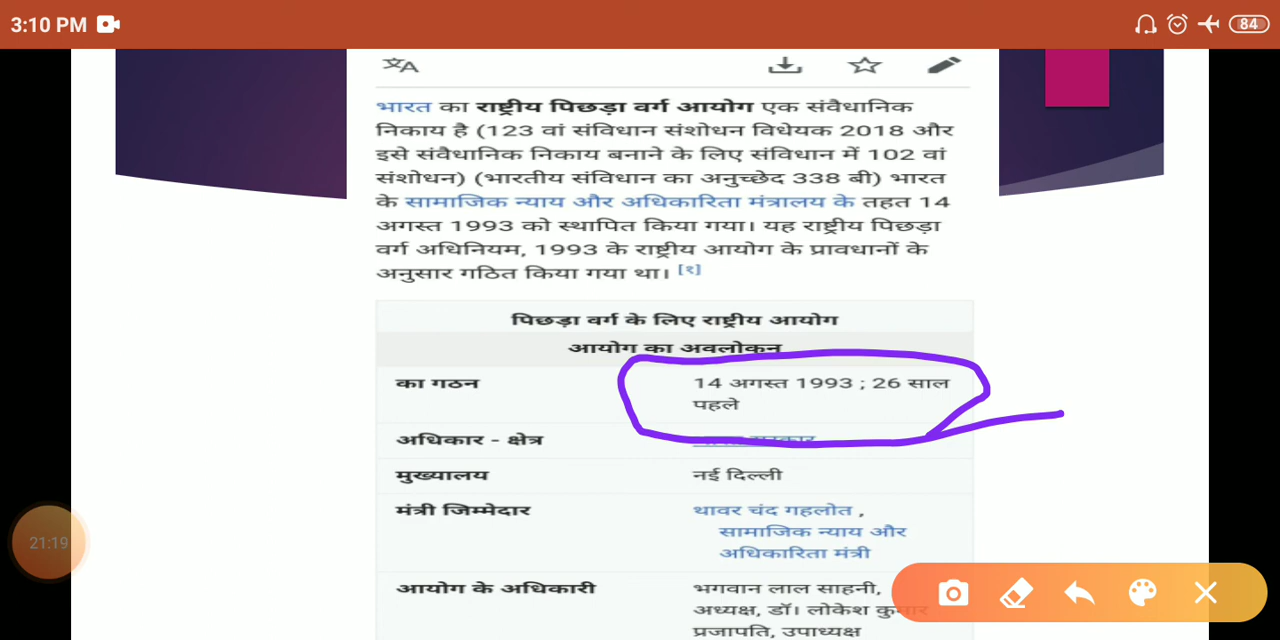 3:10 PM
84
भारत का राष्ट्रीय पिछड़ा वर्ग आयोग एक संवैधानिक
निकाय है (123 वां संविधान संशोधन विधेयक 2018 और
इसे संवैधानिक निकाय बनाने के लिए संविधान में 102 वां
संशोधन) (भारतीय संविधान का अनुच्छेद 338 बी) भारत
के सामाजिक न्याय और अधिकारिता मंत्रालय के तहत 14
अगस्त 1993 को स्थापित किया गया। यह राष्ट्रीय पिछड़ा
वर्ग अधिनियम, 1993 के राष्ट्रीय आयोग के प्रावधानों के
अनुसार गठित किया गया था। [१]
पिछड़ा वर्ग के लिए राष्ट्रीय आयोग
आयोग का अवलोकन
का गठन 14 अगस्त 1993 ; 26 साल
पहले
अधिकार - क्षेत्र
मुख्यालय नई दिल्ली
मंत्री जिम्मेदार थावर चंद गहलोत ,
सामाजिक न्याय और
अधिकारिता मंत्री
21:19
आयोग के अधिकारी भगवान लाल साहनी,
अध्यक्ष, डॉ। लोकेश कुमार
प्रजापति, उपाध्यक्ष